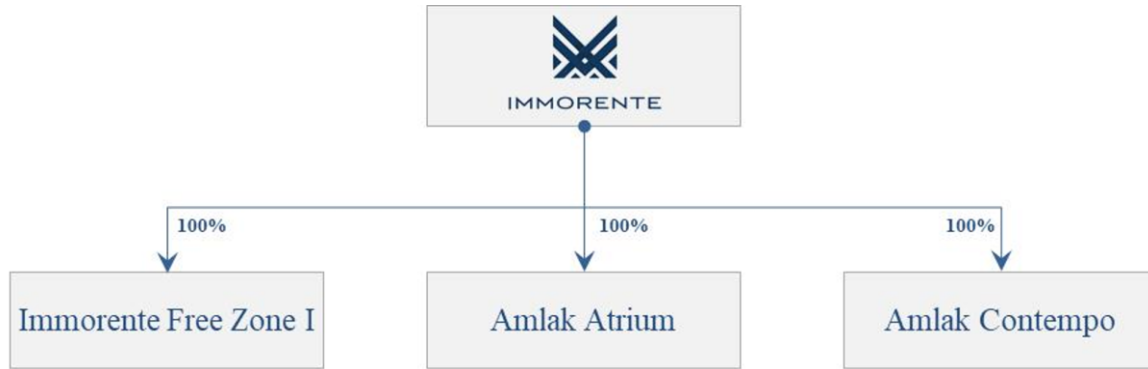 IMMORENTE
100%
100%
100%
Immorente Free Zone I
Amlak Atrium
Amlak Contempo